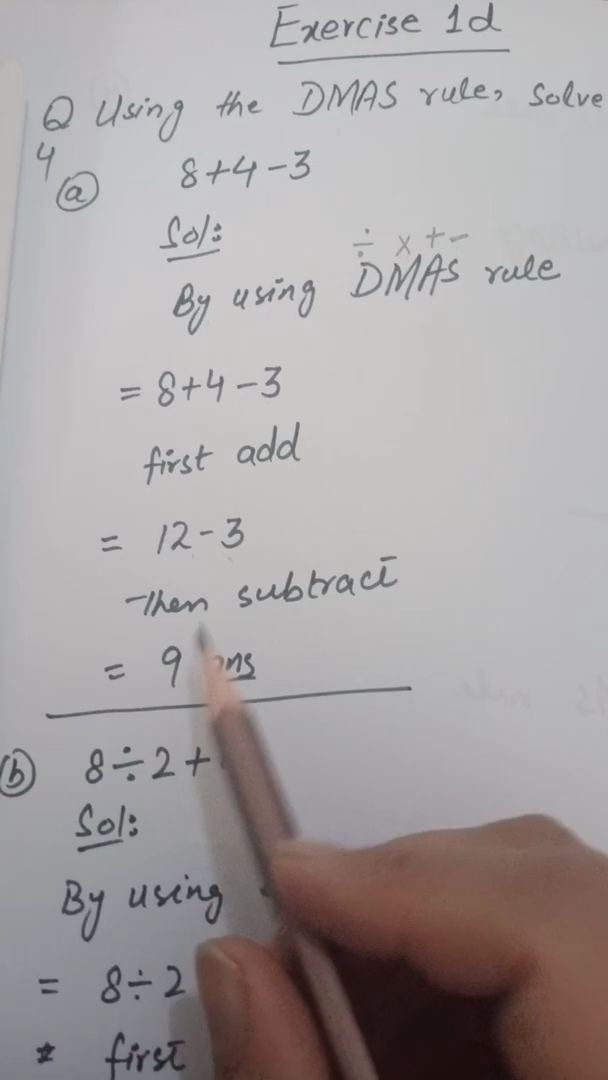 Exercise 1d
Q Using the DMAS rule, solve
4
(a) 8+4-3
Sol:
÷ × + -
By using DMAS rule
= 8+4-3
first add
= 12-3
Then subtract
= 9 ans
(b) 8÷2+
Sol:
By using
= 8÷2
* first